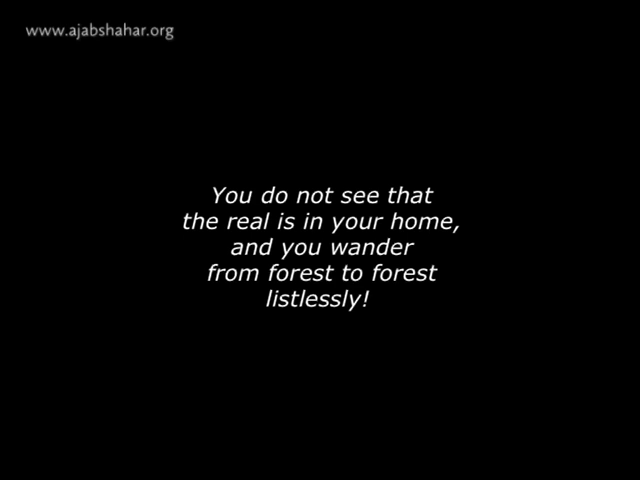 www.ajabshahar.org
You do not see that
the real is in your home,
and you wander
from forest to forest
listlessly!